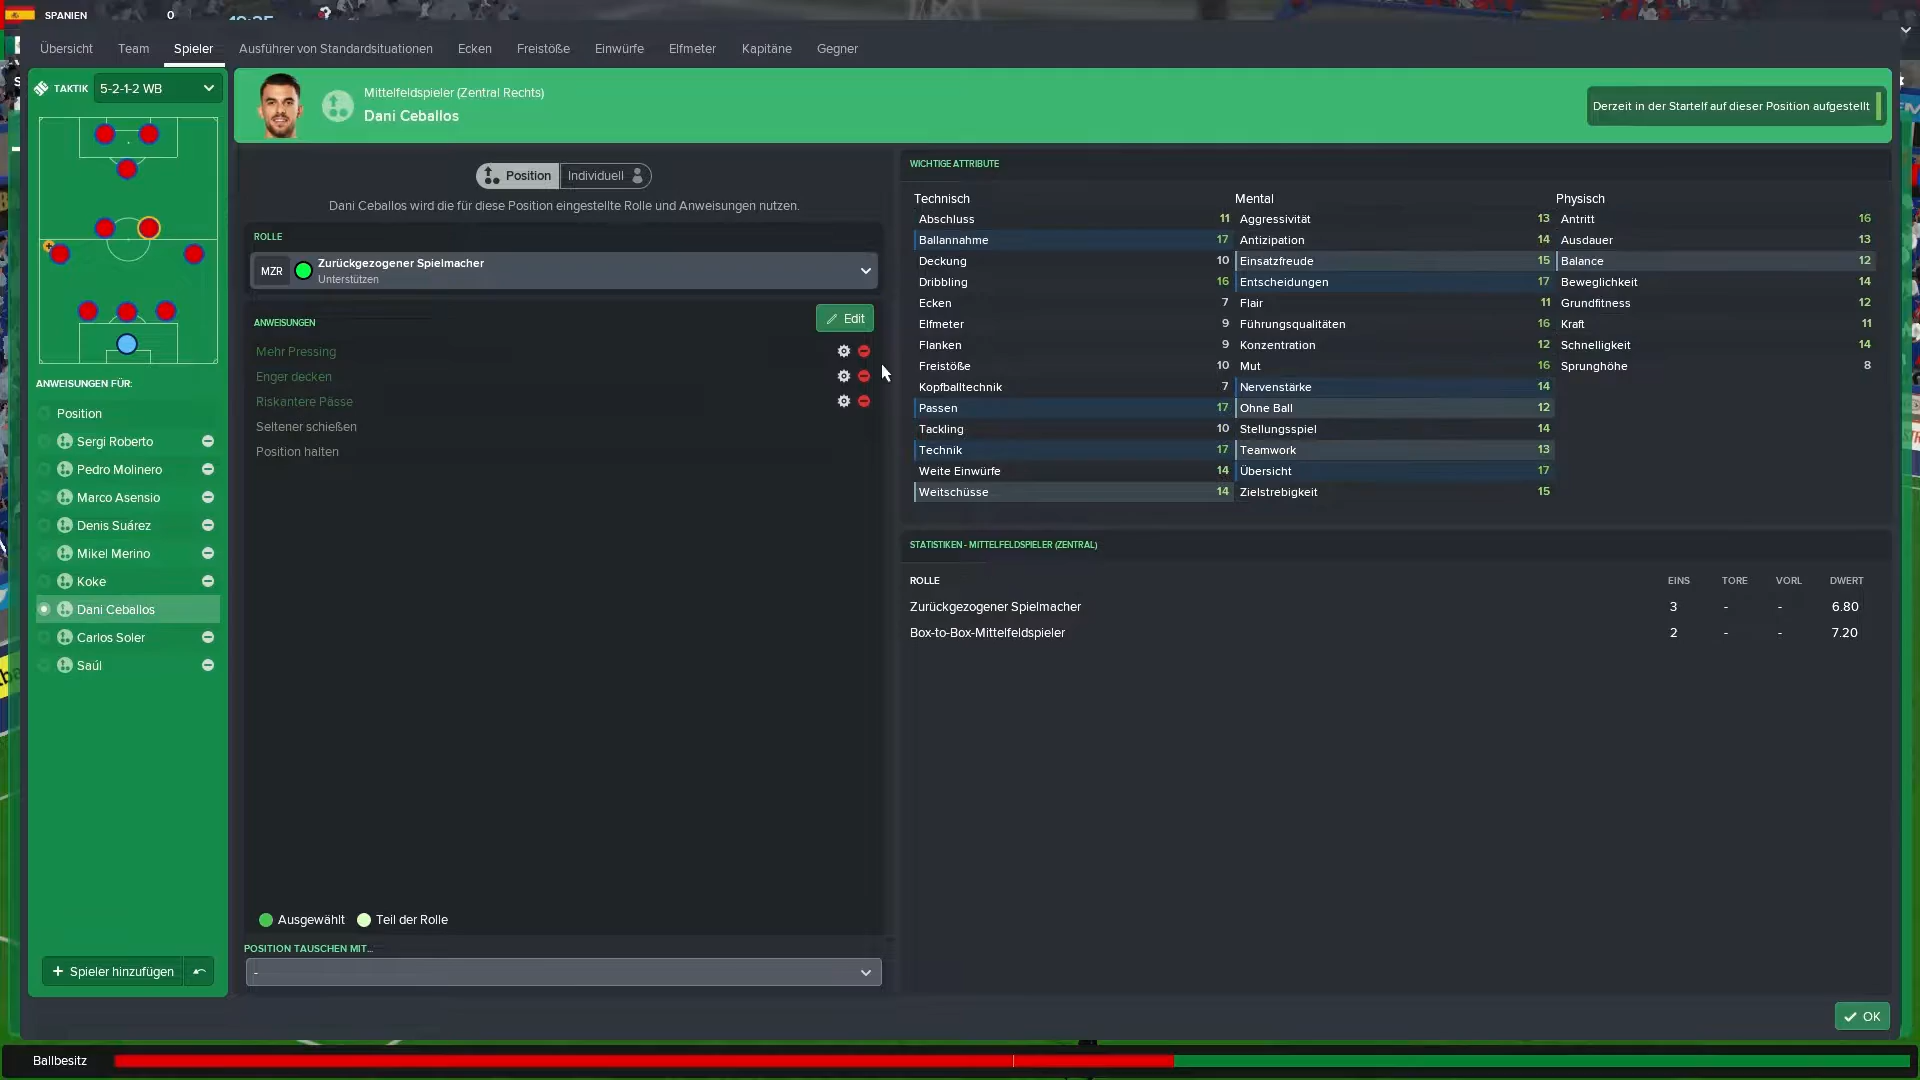 SPANIEN 0
Übersicht Team Spieler Ausführer von Standardsituationen Ecken Freistöße Einwürfe Elfmeter Kapitäne Gegner
TAKTIK 5-2-1-2 WB
Mittelfeldspieler (Zentral Rechts)
Dani Ceballos
Derzeit in der Startelf auf dieser Position aufgestellt
Position Individuell
Dani Ceballos wird die für diese Position eingestellte Rolle und Anweisungen nutzen.
ROLLE
MZR Zurückgezogener Spielmacher
Unterstützen
ANWEISUNGEN
Edit
Mehr Pressing
Enger decken
Riskantere Pässe
Seltener schießen
Position halten
Ausgewählt Teil der Rolle
POSITION TAUSCHEN MIT...
-
ANWEISUNGEN FÜR:
Position
Sergi Roberto
Pedro Molinero
Marco Asensio
Denis Suárez
Mikel Merino
Koke
Dani Ceballos
Carlos Soler
Saúl
Spieler hinzufügen
WICHTIGE ATTRIBUTE
Technisch Mental Physisch
Abschluss 11 Aggressivität 13 Antritt 16
Ballannahme 17 Antizipation 14 Ausdauer 13
Deckung 10 Einsatzfreude 15 Balance 12
Dribbling 16 Entscheidungen 17 Beweglichkeit 14
Ecken 7 Flair 11 Grundfitness 12
Elfmeter 9 Führungsqualitäten 16 Kraft 11
Flanken 9 Konzentration 12 Schnelligkeit 14
Freistöße 10 Mut 16 Sprunghöhe 8
Kopfballtechnik 7 Nervenstärke 14
Passen 17 Ohne Ball 12
Tackling 10 Stellungsspiel 14
Technik 17 Teamwork 13
Weite Einwürfe 14 Übersicht 17
Weitschüsse 14 Zielstrebigkeit 15
STATISTIKEN - MITTELFELDSPIELER (ZENTRAL)
ROLLE EINS TORE VORL DWERT
Zurückgezogener Spielmacher 3 - - 6.80
Box-to-Box-Mittelfeldspieler 2 - - 7.20
OK
Ballbesitz